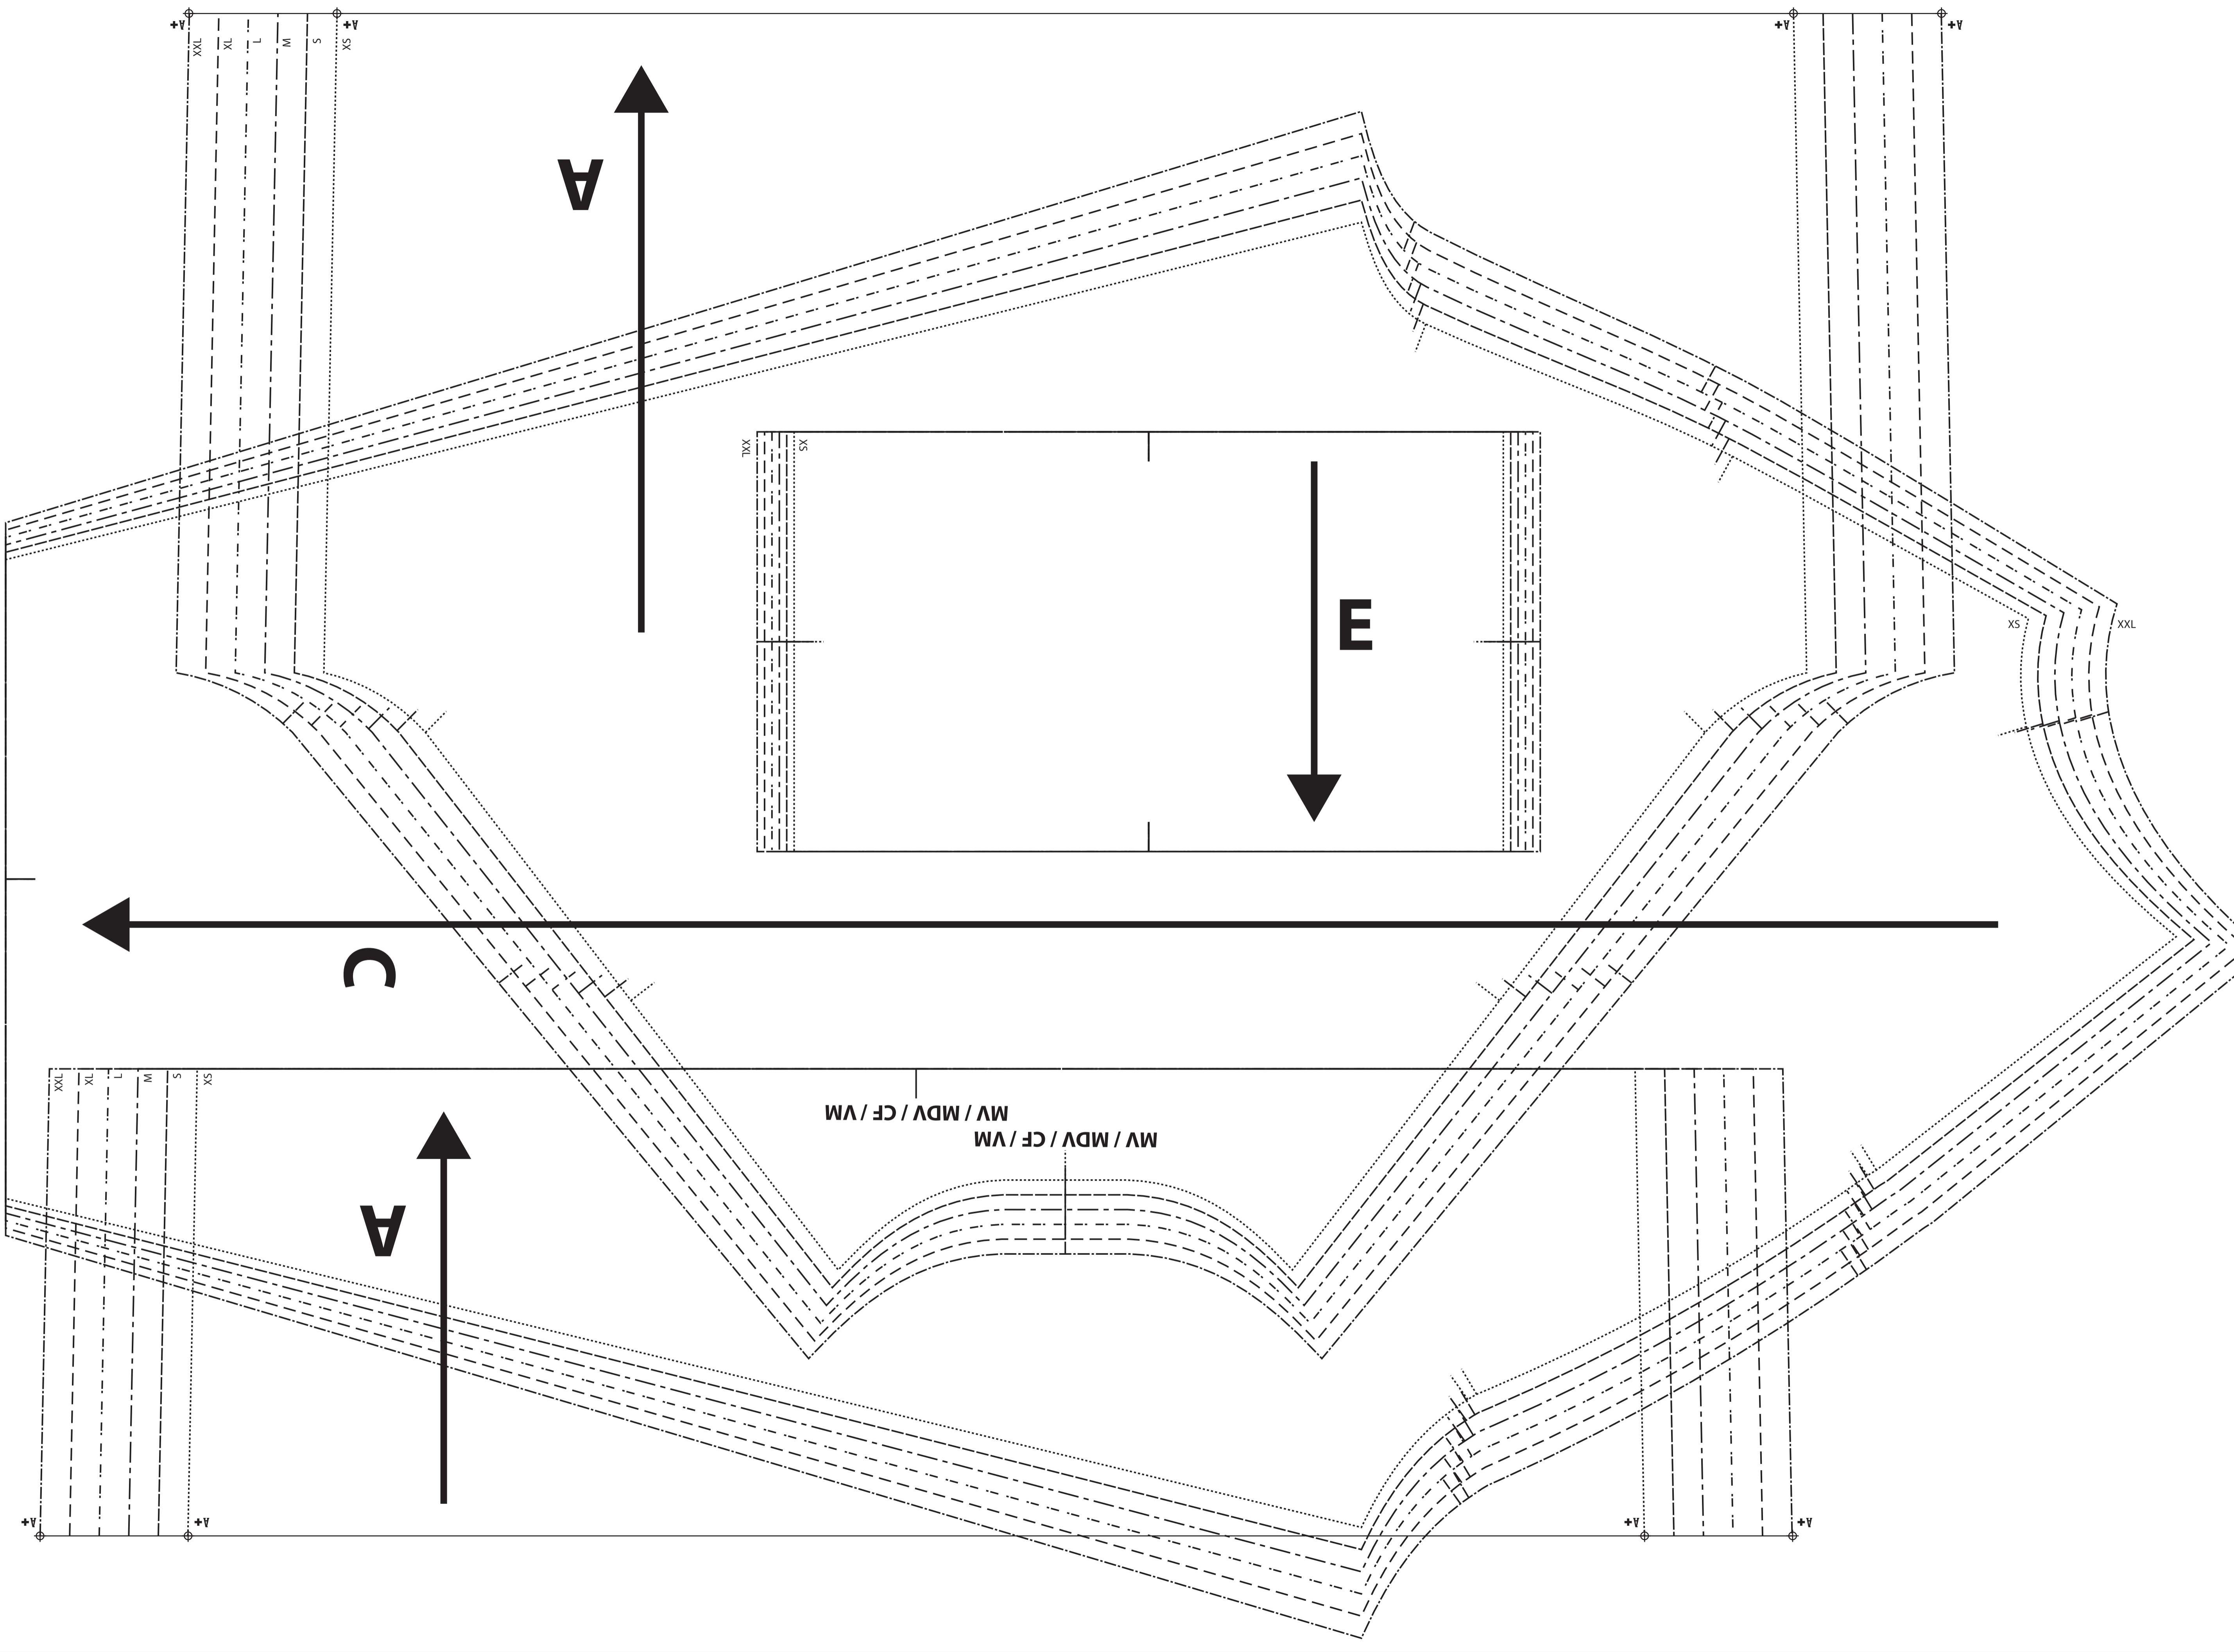 A+ A+ A+ A+
XXL XL L M S XS
A
XXL XS
E
XS XXL
C
XXL XL L M S XS
MV / MDV / CF / VM
MV / MDV / CF / VM
A
A+ A+ A+ A+